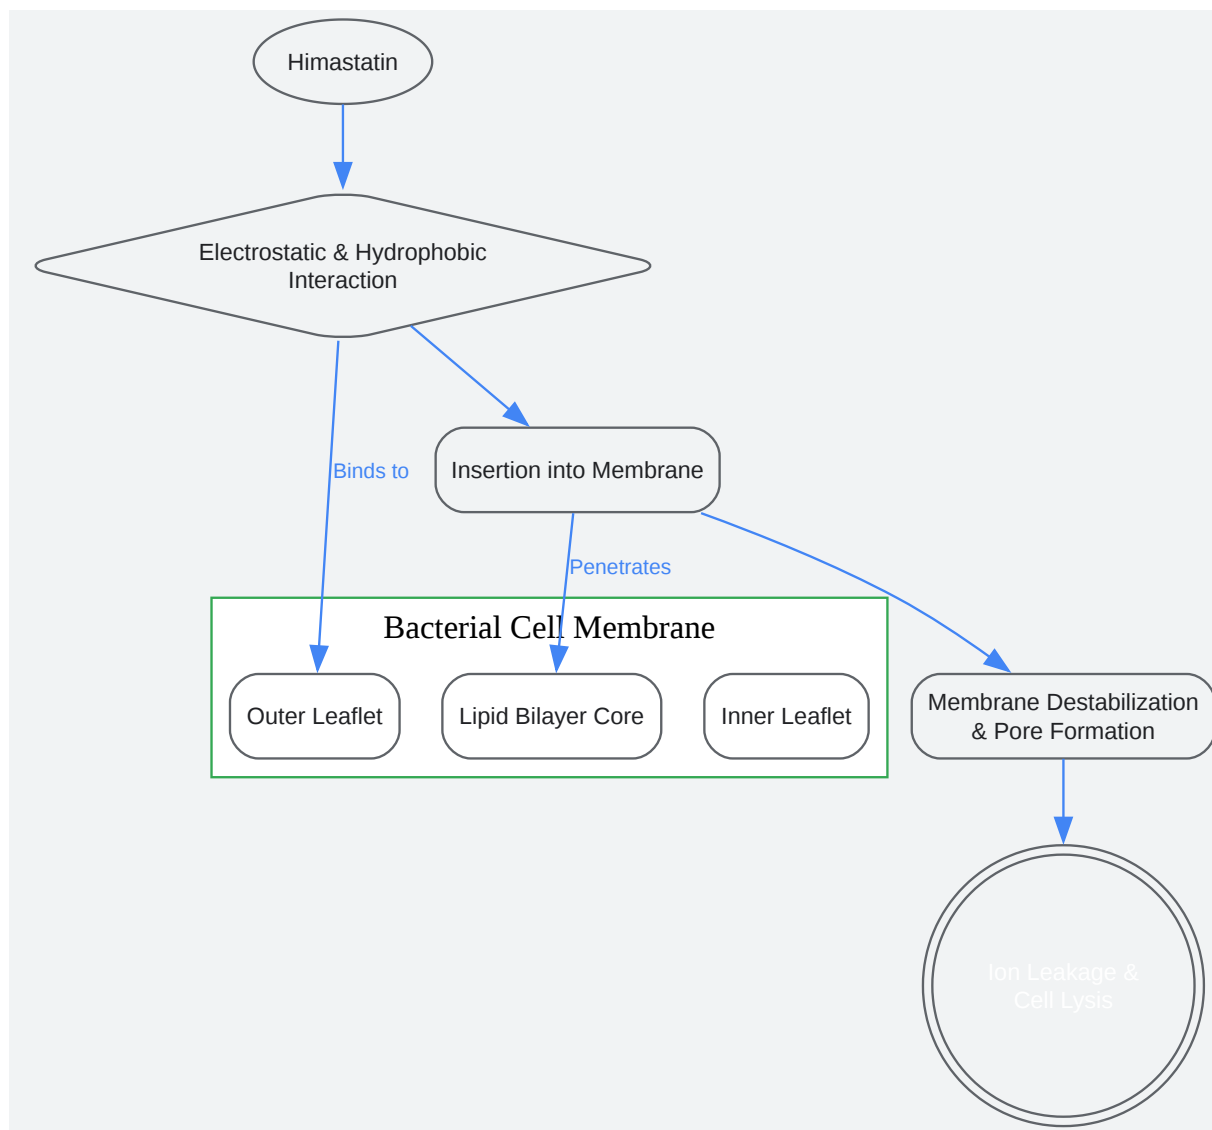 Himastatin
Electrostatic & Hydrophobic
Interaction
Binds to
Insertion into Membrane
Penetrates
Bacterial Cell Membrane
Outer Leaflet
Lipid Bilayer Core
Inner Leaflet
Membrane Destabilization
& Pore Formation
Ion Leakage &
Cell Lysis